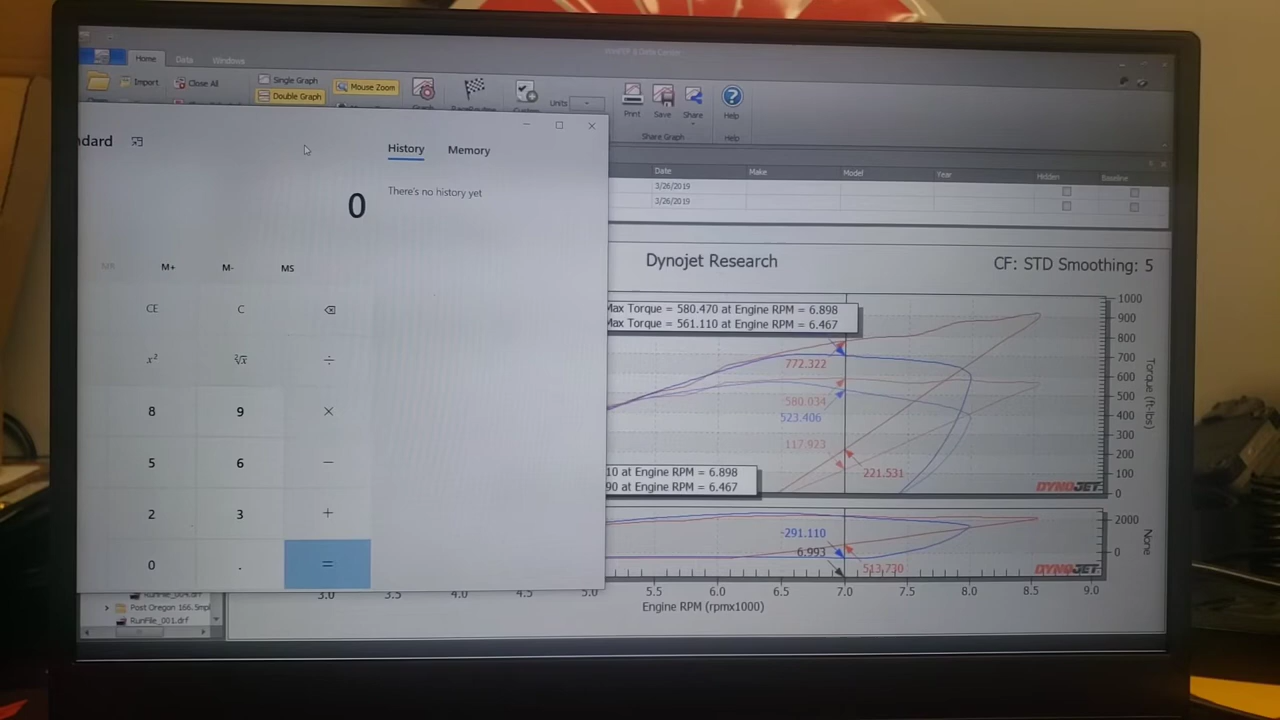 Home
Data
Windows
Import
Close All
Single Graph
Double Graph
Mouse Zoom
Units
Print
Save
Share
Help
Share Graph
Help
dard
History
Memory
There's no history yet
0
M+
M-
MS
CE
C
8
9
×
5
6
−
2
3
+
0
.
=
Date
Make
Model
Year
Hidden
Baseline
3/26/2019
3/26/2019
Dynojet Research
CF: STD Smoothing: 5
Max Torque = 580.470 at Engine RPM = 6.898
Max Torque = 561.110 at Engine RPM = 6.467
772.322
580.034
523.406
117.923
221.531
10 at Engine RPM = 6.898
90 at Engine RPM = 6.467
1000
900
800
700
600
500
400
300
200
100
0
Torque (ft-lbs)
DYNOJET
-291.110
6.993
513.730
2000
0
None
DYNOJET
3.0 3.5 4.0 4.5 5.0 5.5 6.0 6.5 7.0 7.5 8.0 8.5 9.0
Engine RPM (rpmx1000)
Post Oregon 166.5mpl
RunFile_001.drf